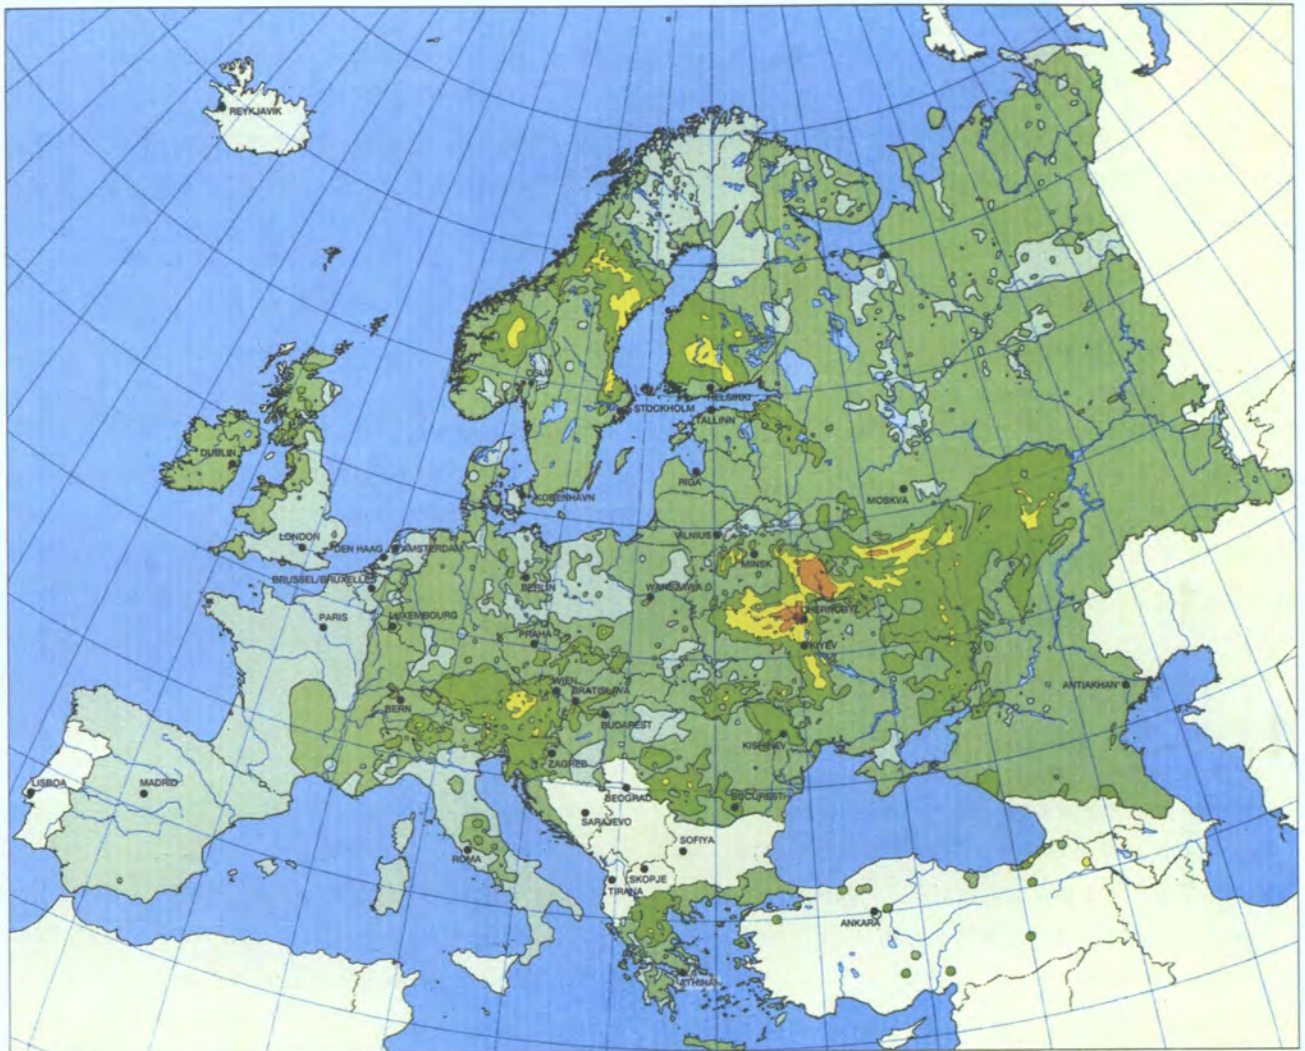 REYKJAVIK
HELSINKI
STOCKHOLM
TALLINN
DUBLIN
RIGA
MOSKVA
KOBENHAVN
LONDON
DEN HAAG
AMSTERDAM
VILNIUS
MINSK
BRUSSEL/BRUXELLES
BERLIN
WARSZAWA
PARIS
LUXEMBOURG
PRAHA
KIYEV
WIEN
BRATISLAVA
BERN
BUDAPEST
KISHINEV
ZAGREB
LISBOA
MADRID
BEOGRAD
BUCURESTI
SARAJEVO
SOFIYA
ROMA
SKOPJE
TIRANA
ANKARA
ATHINAI